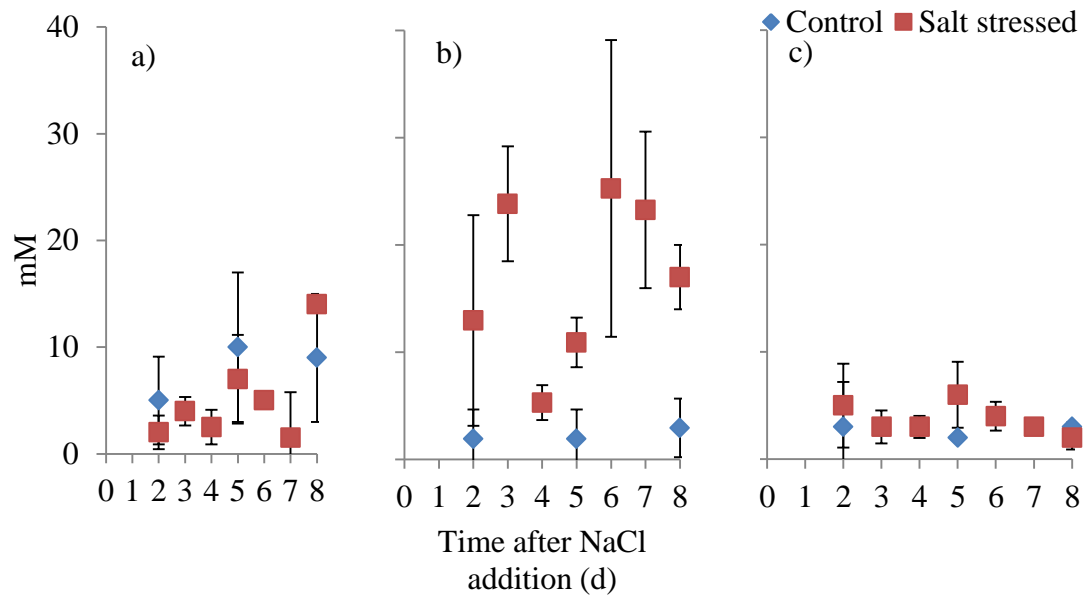 Control Salt stressed
a) b) c)
40
30
20
10
0
mM
0 1 2 3 4 5 6 7 8
0 1 2 3 4 5 6 7 8
0 1 2 3 4 5 6 7 8
Time after NaCl
addition (d)